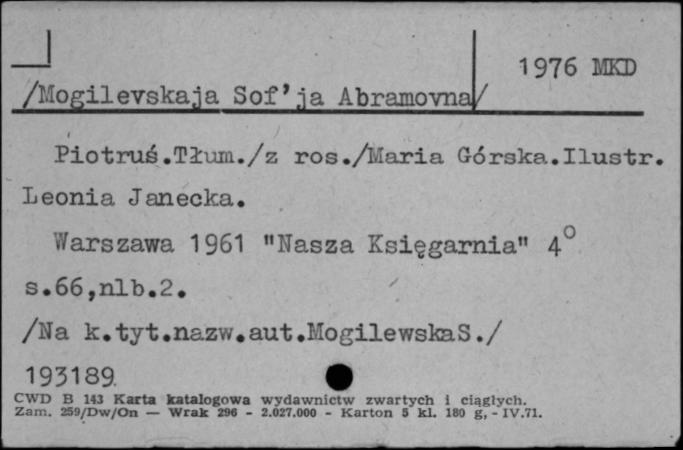 1976 MKD
/Mogilevskaja Sof'ja Abramovna/
Piotruś.Tłum./z ros./Maria Górska.Ilustr.
Leonia Janecka.
Warszawa 1961 "Nasza Księgarnia" 4°
s.66,nlb.2.
/Na k.tyt.nazw.aut.MogilewskaS./
193189.
CWD B 143 Karta katalogowa wydawnictw zwartych i ciągłych.
Zam. 259/Dw/On — Wrak 296 - 2.027.000 - Karton 5 kl. 180 g, - IV.71.